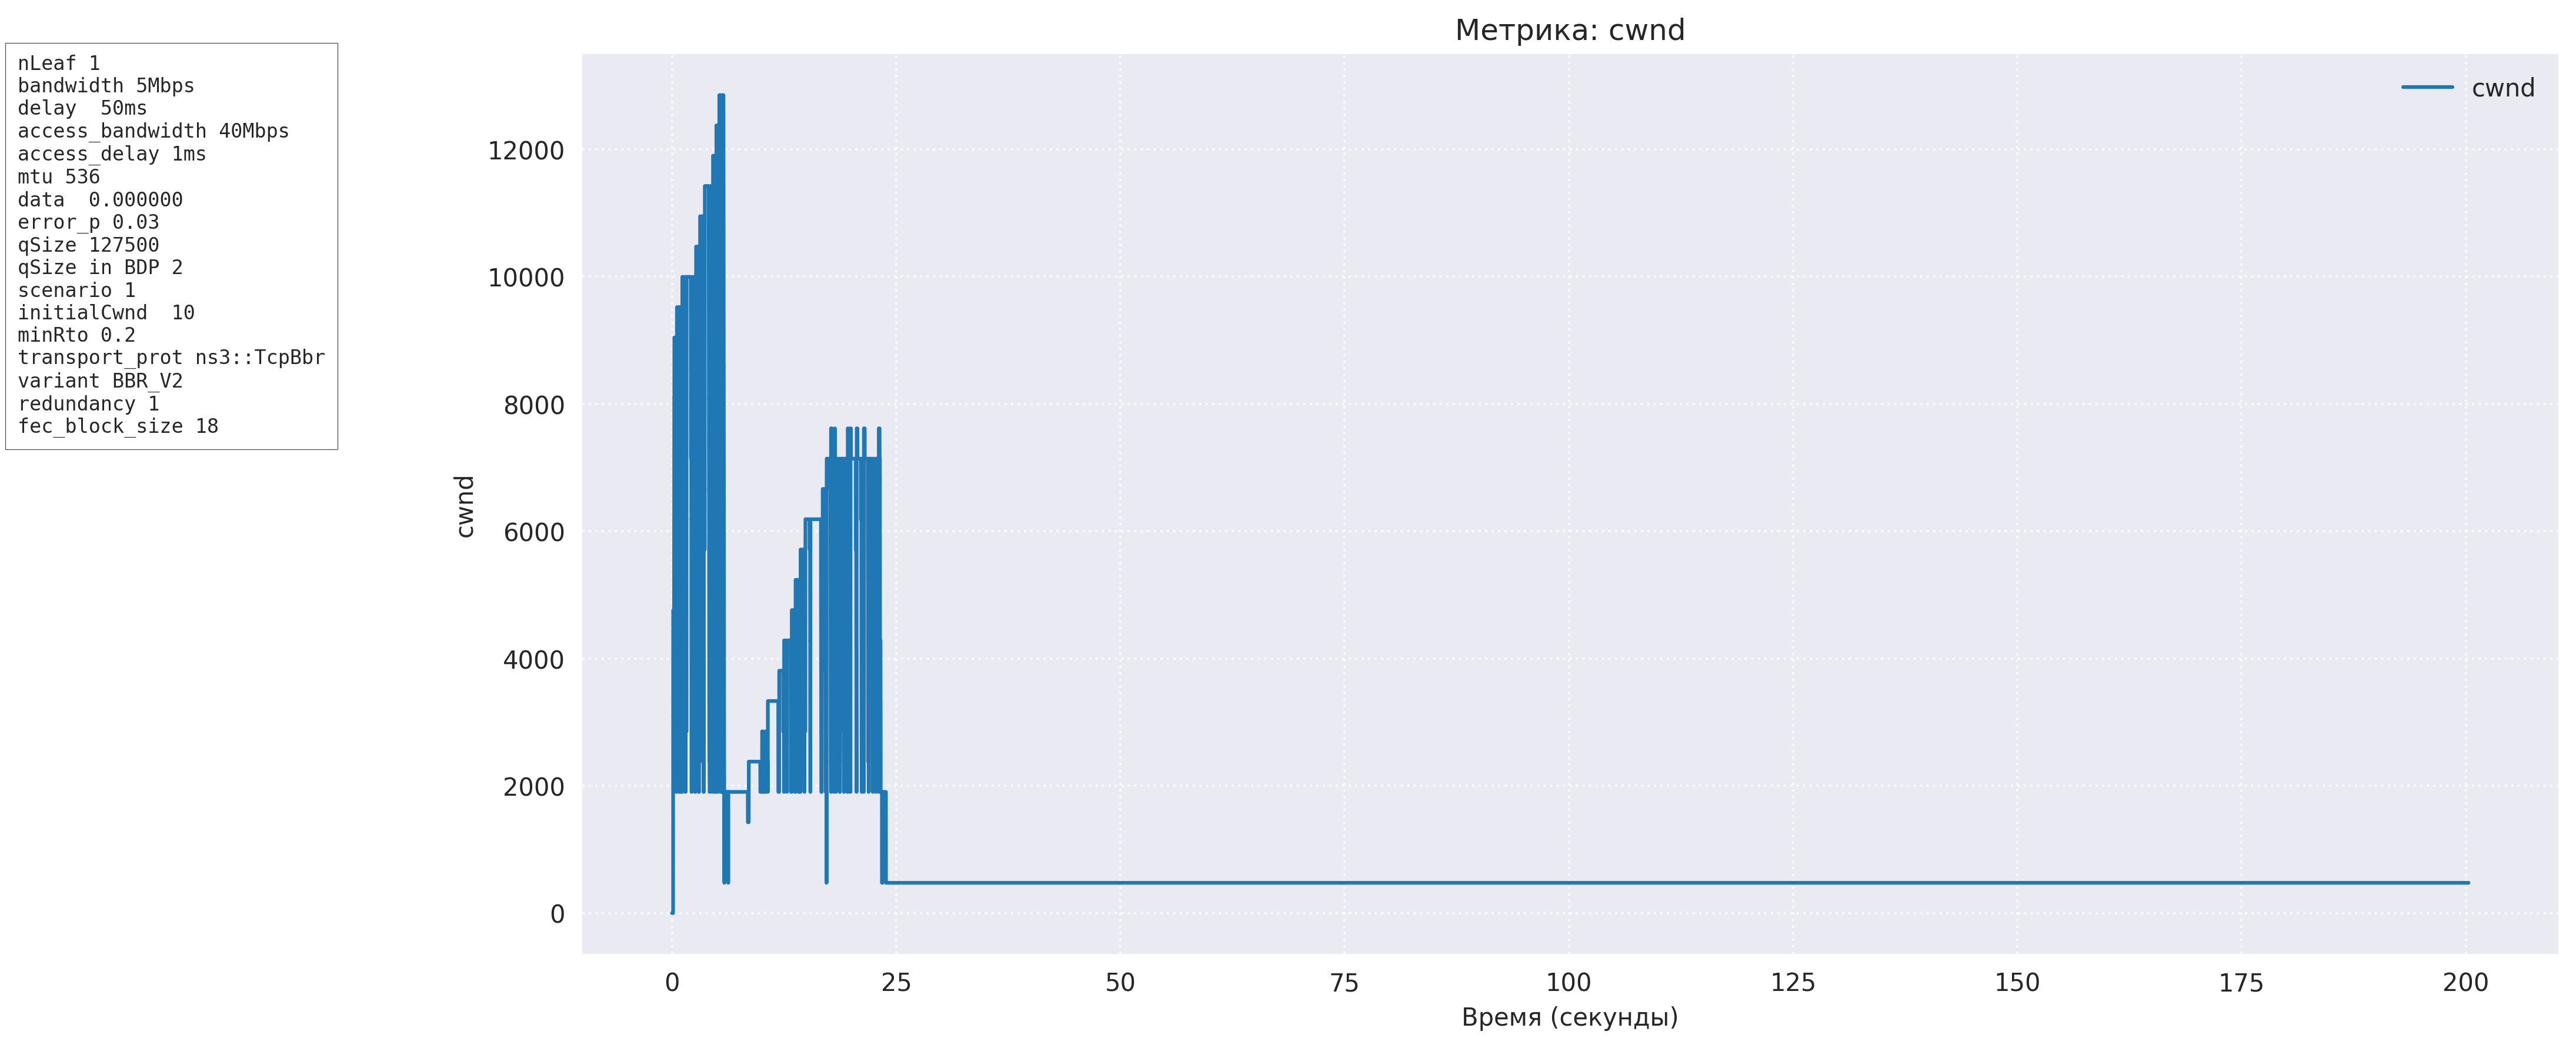 Метрика: cwnd
nLeaf 1
bandwidth 5Mbps
delay  50ms
access_bandwidth 40Mbps
access_delay 1ms
mtu 536
data  0.000000
error_p 0.03
qSize 127500
qSize in BDP 2
scenario 1
initialCwnd  10
minRto 0.2
transport_prot ns3::TcpBbr
variant BBR_V2
redundancy 1
fec_block_size 18
cwnd
12000
10000
8000
6000
4000
2000
0
cwnd
0 25 50 75 100 125 150 175 200
Время (секунды)